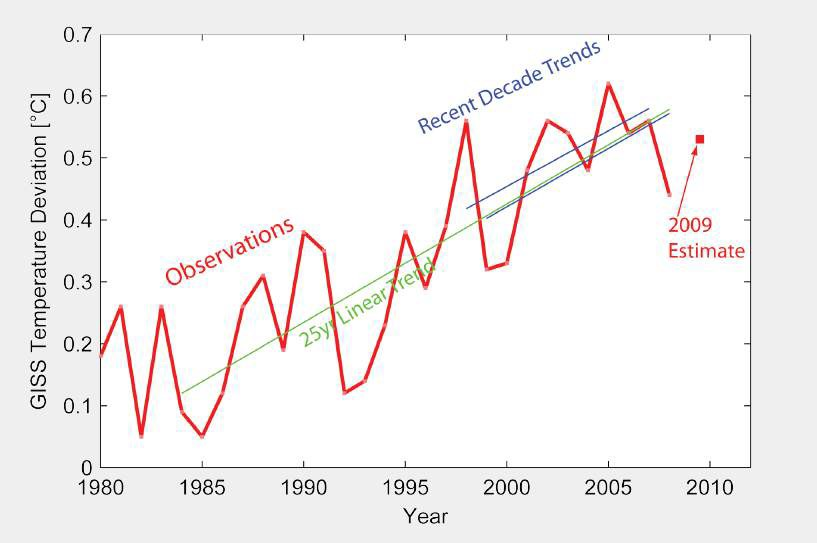 0.7
0.6
0.5
0.4
0.3
0.2
0.1
0
GISS Temperature Deviation [°C]
Recent Decade Trends
Observations
25yr Linear Trend
2009
Estimate
1980 1985 1990 1995 2000 2005 2010
Year